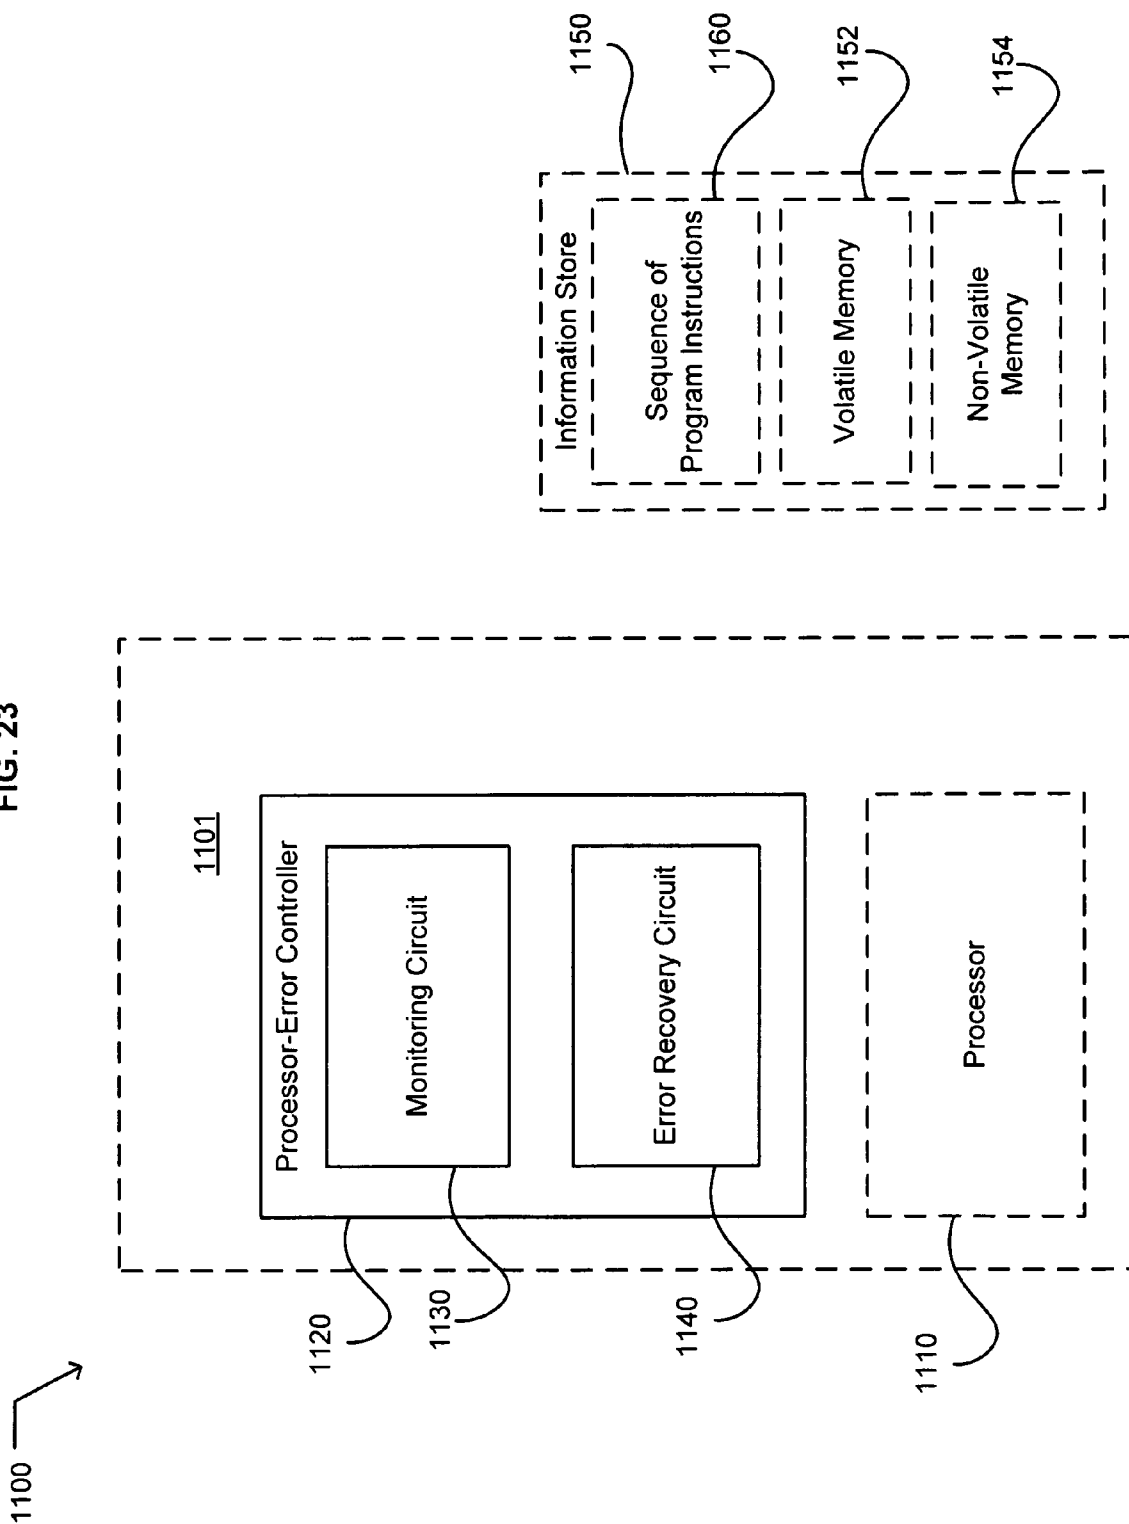 FIG. 23
1100
1101
1120
Processor-Error Controller
1130
Monitoring Circuit
1140
Error Recovery Circuit
1110
Processor
1150
Information Store
1160
Sequence of
Program Instructions
1152
Volatile Memory
1154
Non-Volatile
Memory